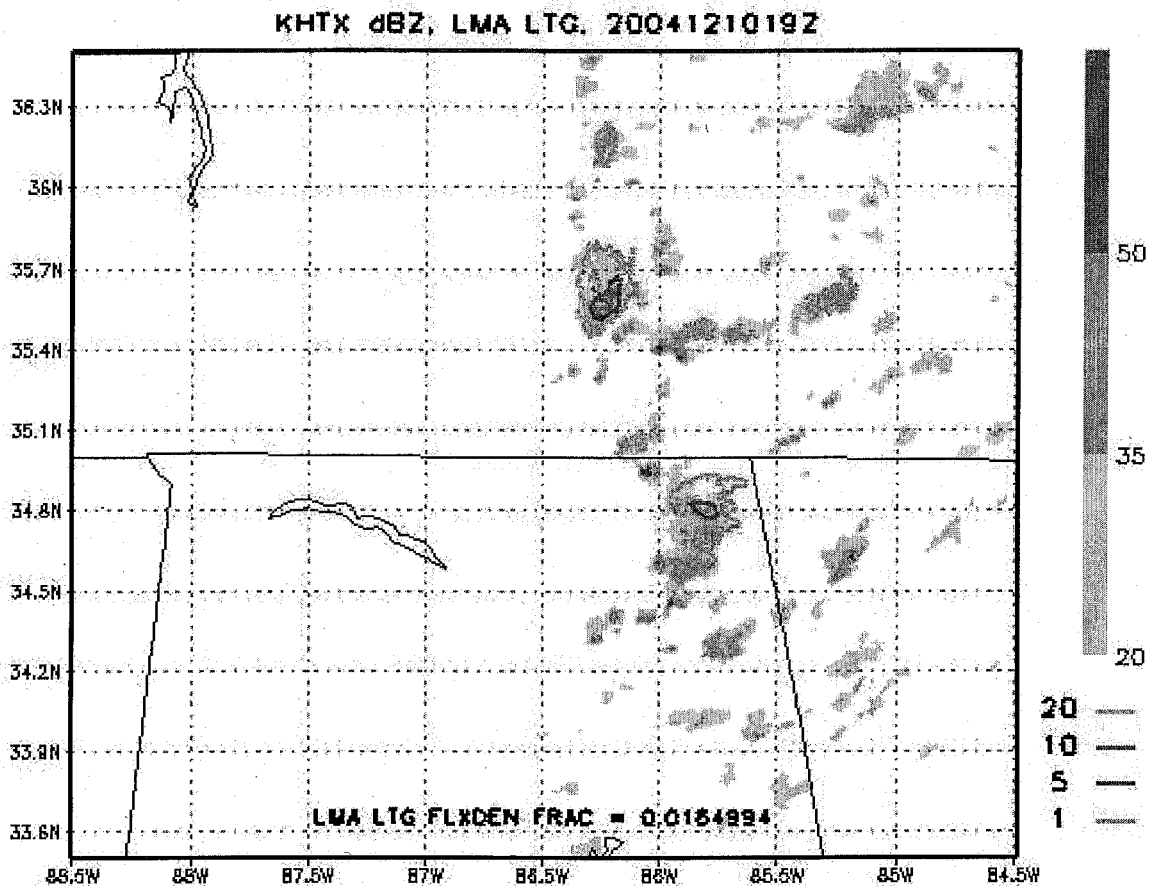 KHTX dBZ, LMA LTG, 2004121019Z
36.3N
36N
35.7N
35.4N
35.1N
34.8N
34.5N
34.2N
33.9N
33.6N
88.5W 88W 87.5W 87W 86.5W 86W 85.5W 85W 84.5W
LMA LTG FLXDEN FRAC = 0.0164994
50
35
20
20
10
5
1